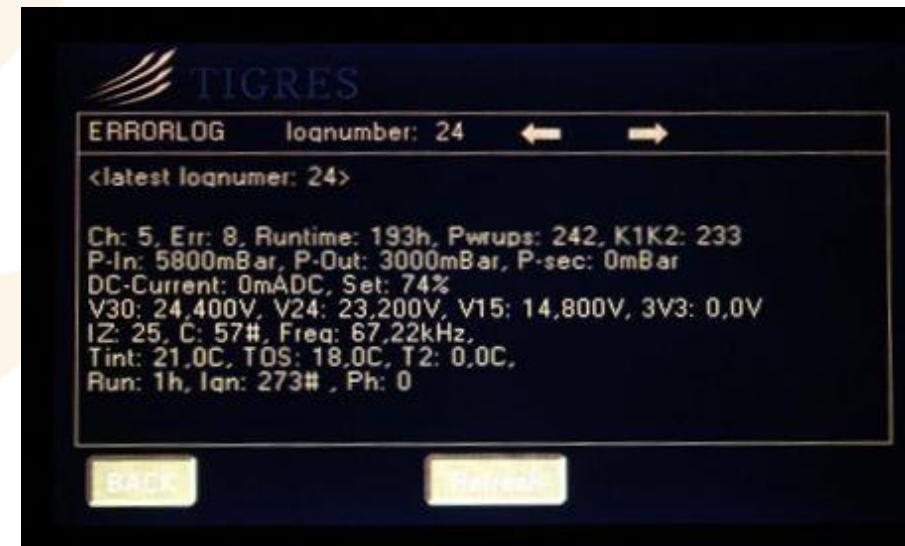 TIGRES
ERRORLOG lognumber: 24
<latest lognumer: 24>
Ch: 5, Err: 8, Runtime: 193h, Pwrups: 242, K1K2: 233
P-In: 5800mBar, P-Out: 3000mBar, P-sec: 0mBar
DC-Current: 0mADC, Set: 74%
V30: 24,400V, V24: 23,200V, V15: 14,800V, 3V3: 0,0V
IZ: 25, C: 57#, Freq: 67,22kHz,
Tint: 21,0C, TOS: 18,0C, T2: 0,0C,
Run: 1h, Ign: 273# , Ph: 0
BACK Refresh